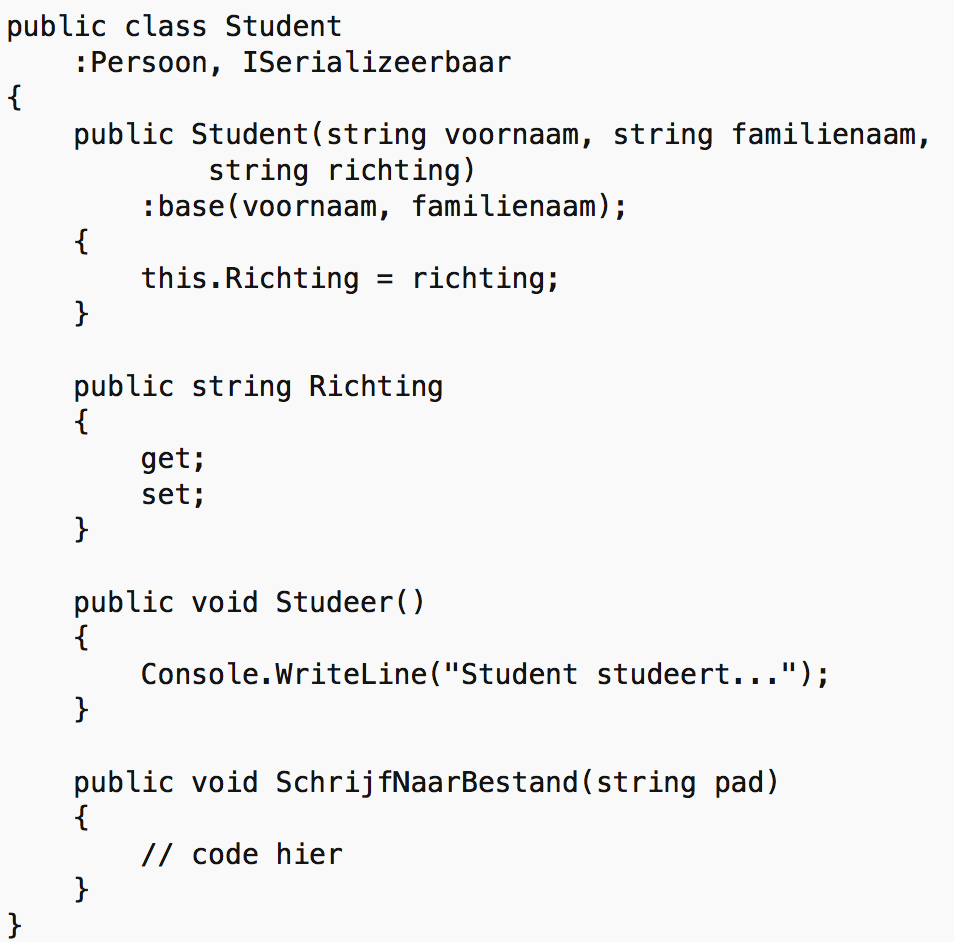 public class Student
    :Persoon, ISerializeerbaar
{
    public Student(string voornaam, string familienaam,
            string richting)
        :base(voornaam, familienaam);
    {
        this.Richting = richting;
    }

    public string Richting
    {
        get;
        set;
    }

    public void Studeer()
    {
        Console.WriteLine("Student studeert...");
    }

    public void SchrijfNaarBestand(string pad)
    {
        // code hier
    }
}